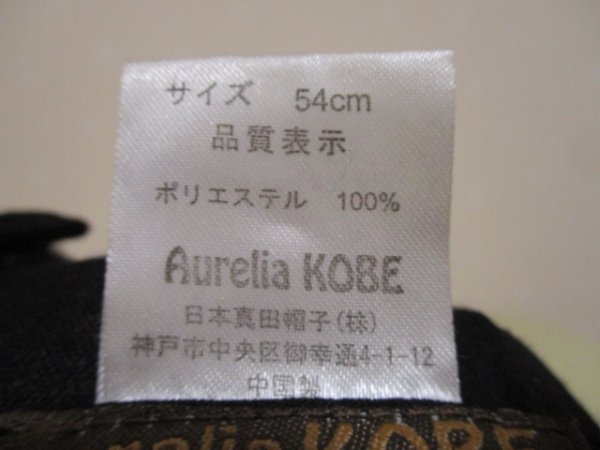 サイズ 54cm
品質表示
ポリエステル 100%
Aurelia KOBE
日本真田帽子(株)
神戸市中央区御幸通4-1-12
中国製
Aurelia KOBE